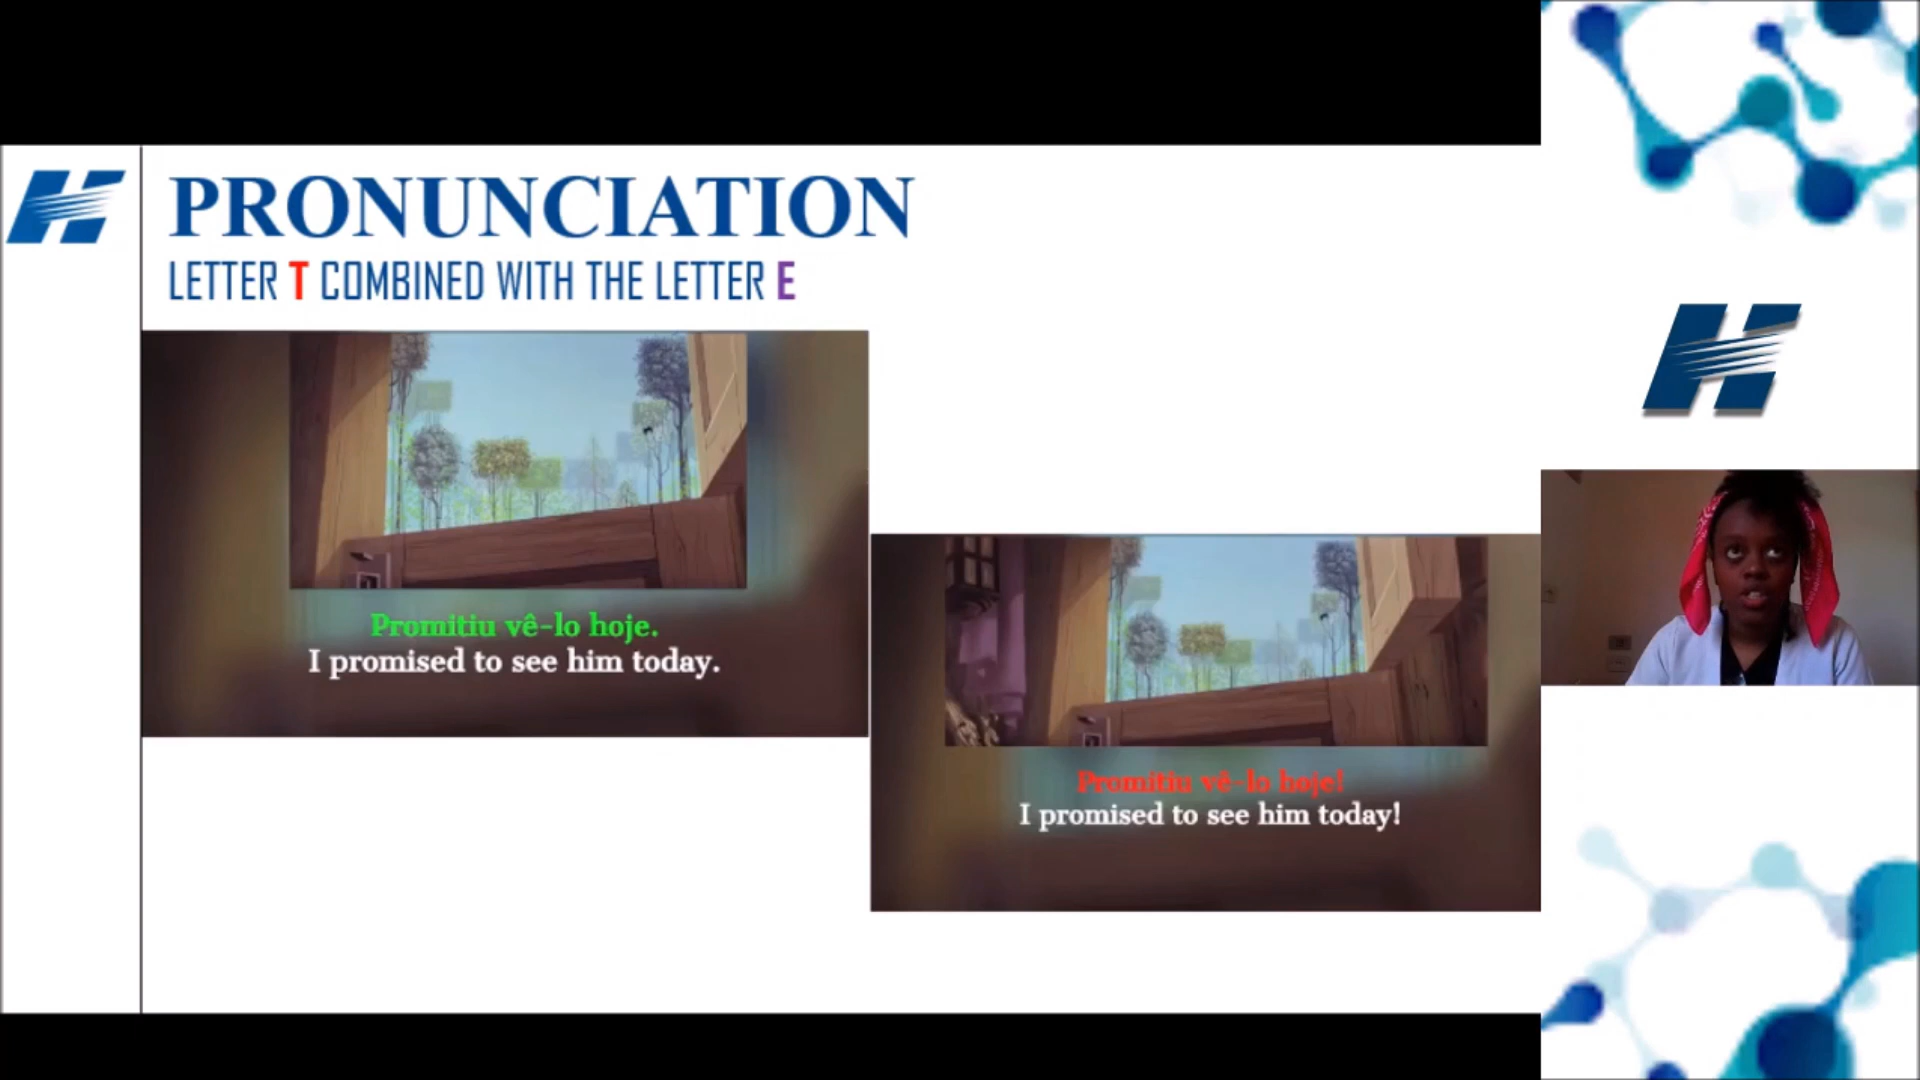 PRONUNCIATION
LETTER T COMBINED WITH THE LETTER E
Promitiu vê-lo hoje.
I promised to see him today.
Promitiu vê-lo hoje!
I promised to see him today!